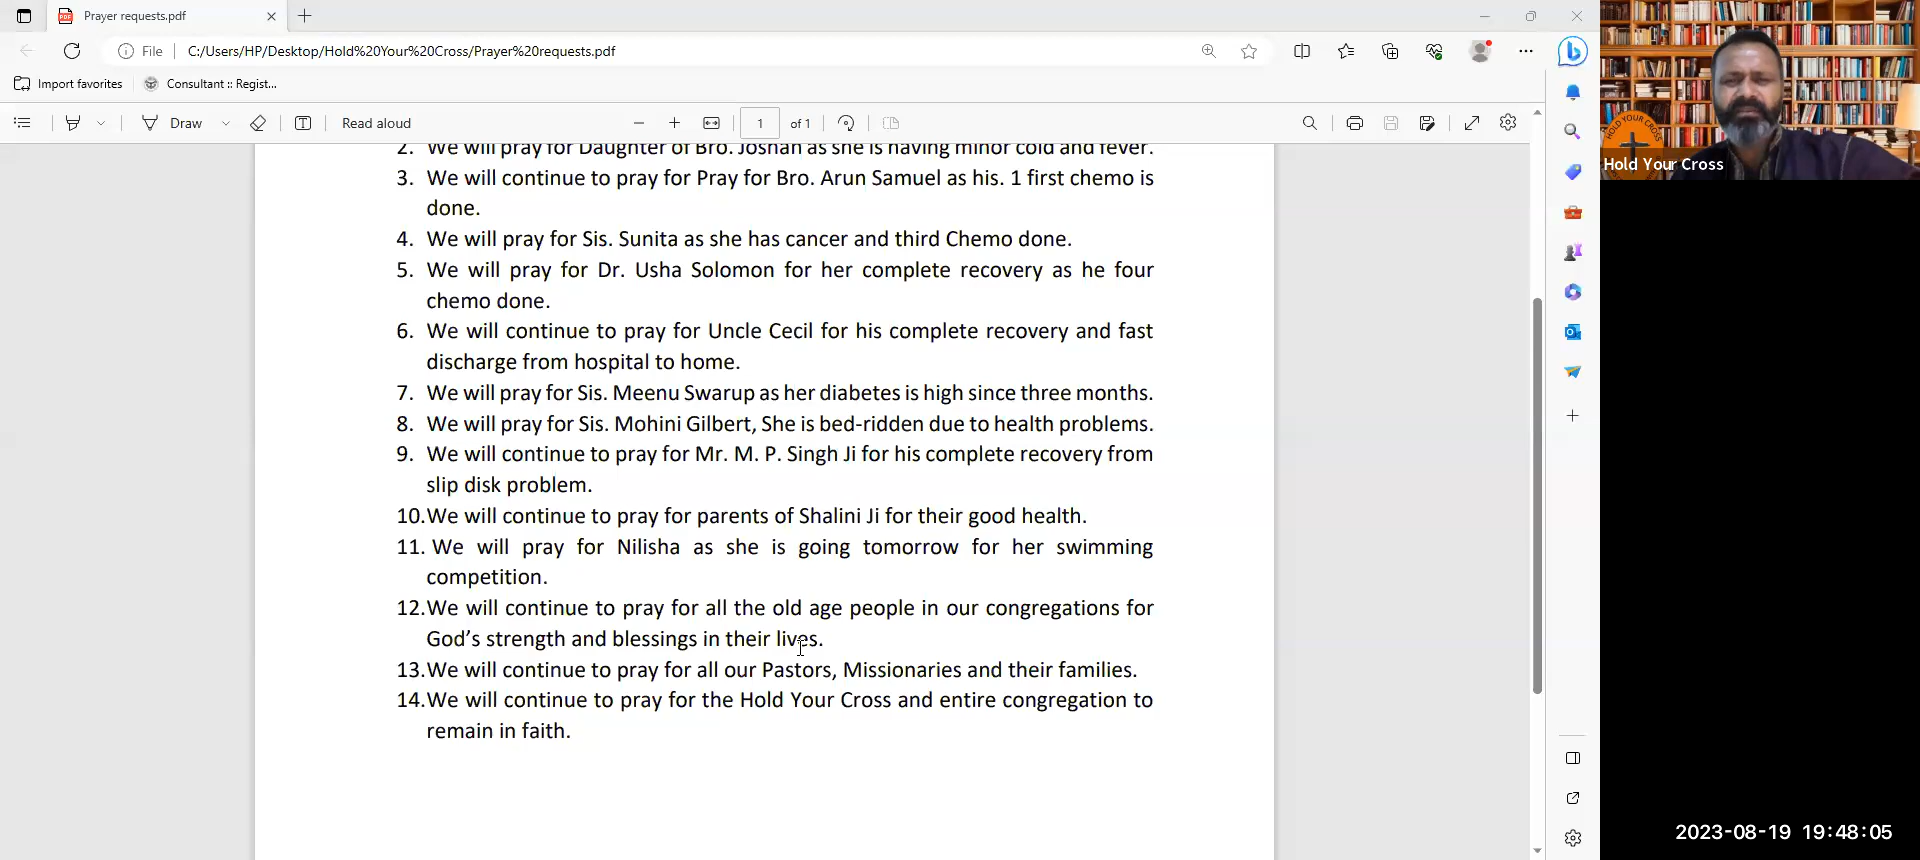 Prayer requests.pdf
File
C:/Users/HP/Desktop/Hold%20Your%20Cross/Prayer%20requests.pdf
Import favorites
Consultant :: Regist...
Draw
Read aloud
1
of 1
2. We will pray for Daughter of Bro. Joshan as she is having minor cold and fever.
3. We will continue to pray for Pray for Bro. Arun Samuel as his. 1 first chemo is
done.
4. We will pray for Sis. Sunita as she has cancer and third Chemo done.
5. We will pray for Dr. Usha Solomon for her complete recovery as he four
chemo done.
6. We will continue to pray for Uncle Cecil for his complete recovery and fast
discharge from hospital to home.
7. We will pray for Sis. Meenu Swarup as her diabetes is high since three months.
8. We will pray for Sis. Mohini Gilbert, She is bed-ridden due to health problems.
9. We will continue to pray for Mr. M. P. Singh Ji for his complete recovery from
slip disk problem.
10.We will continue to pray for parents of Shalini Ji for their good health.
11. We will pray for Nilisha as she is going tomorrow for her swimming
competition.
12.We will continue to pray for all the old age people in our congregations for
God’s strength and blessings in their lives.
13.We will continue to pray for all our Pastors, Missionaries and their families.
14.We will continue to pray for the Hold Your Cross and entire congregation to
remain in faith.
HOLD YOUR CROSS
Hold Your Cross
2023-08-19 19:48:05